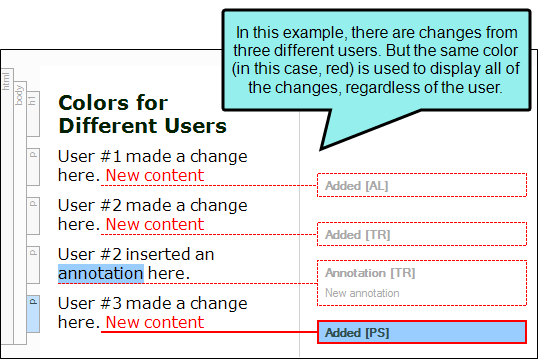 In this example, there are changes from
three different users. But the same color
(in this case, red) is used to display all of
the changes, regardless of the user.
html
body
h1
Colors for
Different Users
p
User #1 made a change
here. New content
Added [AL]
p
User #2 made a change
here. New content
Added [TR]
p
User #2 inserted an
annotation here.
Annotation [TR]
New annotation
p
User #3 made a change
here. New content
Added [PS]